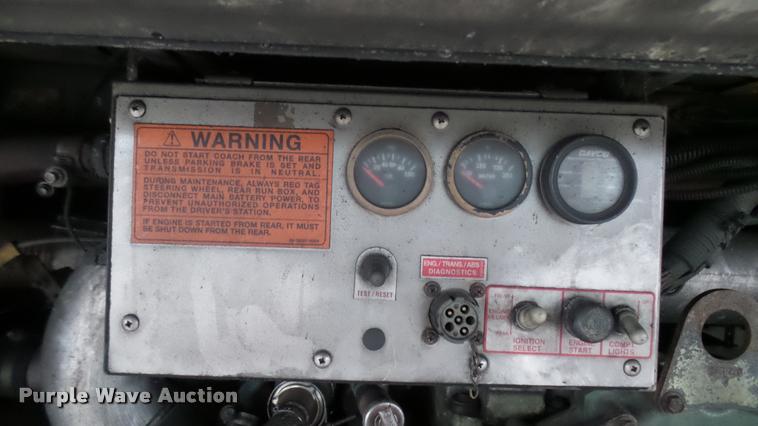 WARNING
DO NOT START COACH FROM THE REAR
UNLESS PARKING BRAKE IS SET AND
TRANSMISSION IS IN NEUTRAL.
DURING MAINTENANCE, ALWAYS RED TAG
STEERING WHEEL, REAR RUN BOX, AND
DISCONNECT MAIN BATTERY POWER, TO
PREVENT UNAUTHORIZED OPERATIONS
FROM THE DRIVER'S STATION.
IF ENGINE IS STARTED FROM REAR, IT MUST
BE SHUT DOWN FROM THE REAR.
WATER
ENG./TRANS./ABS
DIAGNOSTICS
TEST/RESET
IGNITION
SELECT
ENGINE
START
COMPT
LIGHTS
Purple Wave Auction